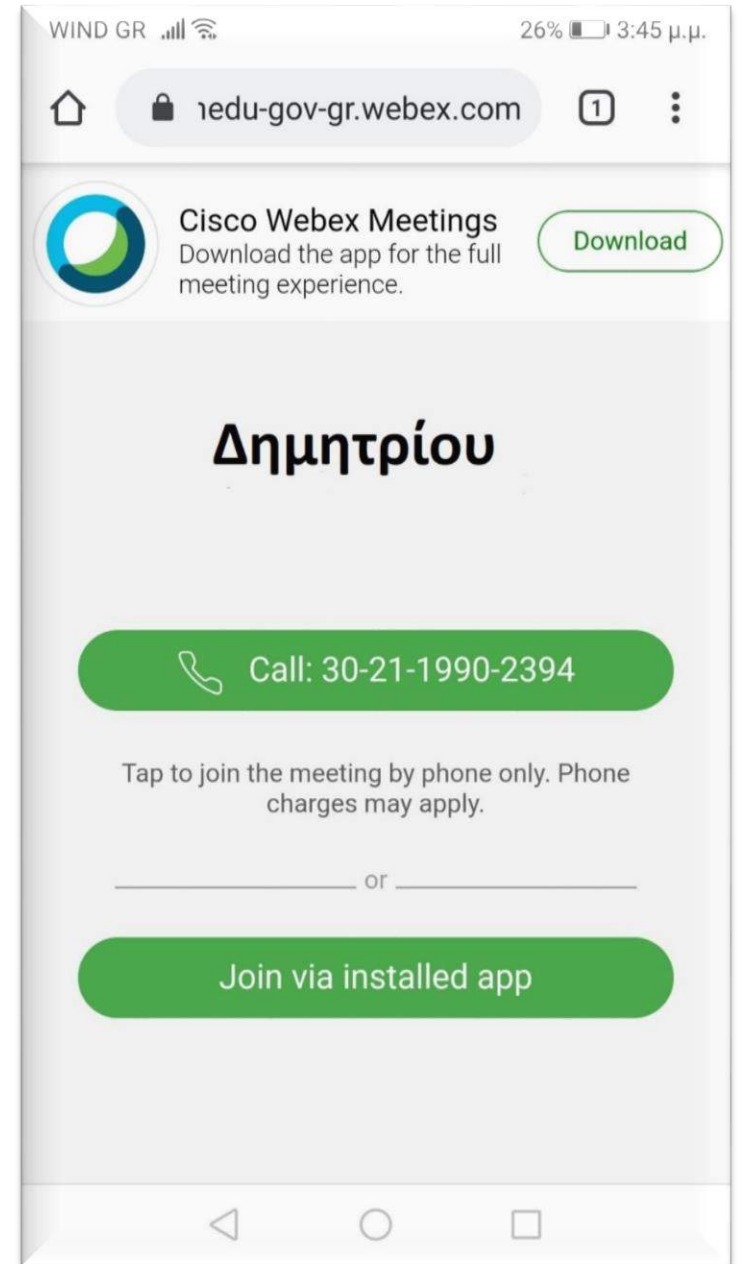 WIND GR 26% 3:45 μ.μ.
nedu-gov-gr.webex.com 1
Cisco Webex Meetings
Download the app for the full
meeting experience.
Download
Δημητρίου
Call: 30-21-1990-2394
Tap to join the meeting by phone only. Phone
charges may apply.
or
Join via installed app